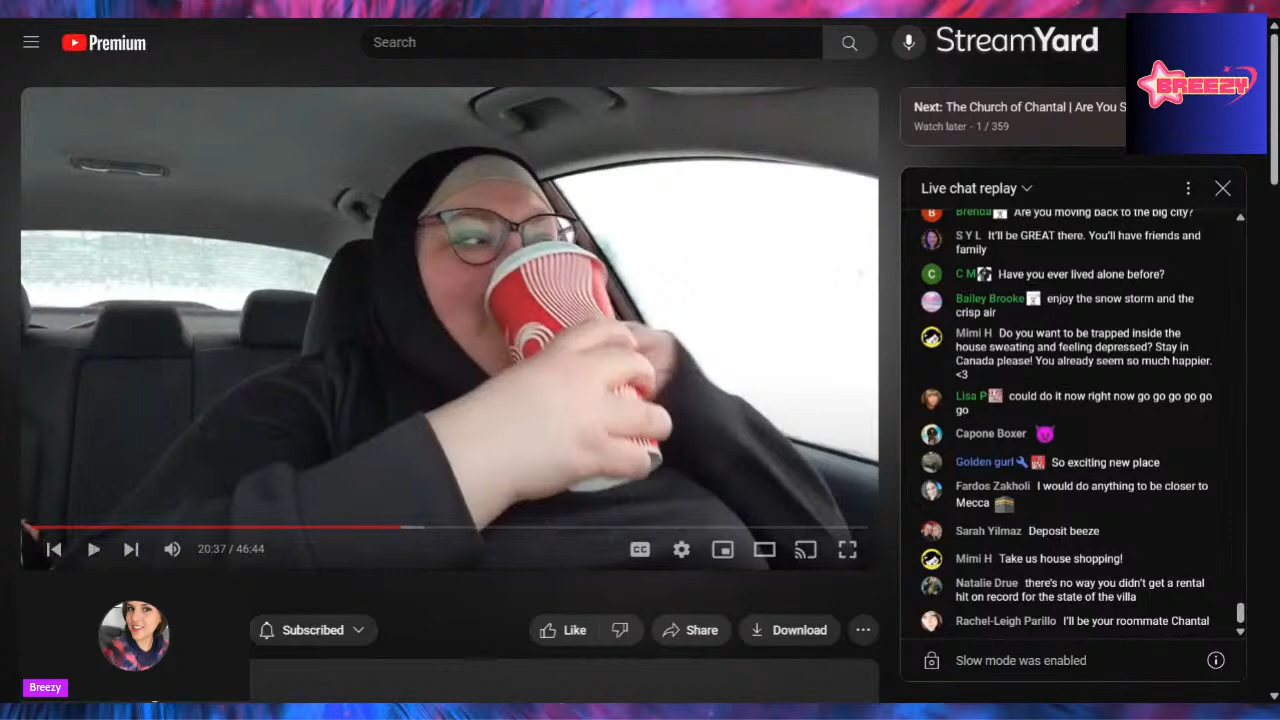 Premium
Search
StreamYard
BREEZY
Next: The Church of Chantal | Are You S
Watch later - 1 / 359
Live chat replay
Brenda Are you moving back to the big city?
S Y L It'll be GREAT there. You'll have friends and
family
C M Have you ever lived alone before?
Bailey Brooke enjoy the snow storm and the
crisp air
Mimi H Do you want to be trapped inside the
house sweating and feeling depressed? Stay in
Canada please! You already seem so much happier.
<3
Lisa P could do it now right now go go go go go
go
Capone Boxer
Golden gurl So exciting new place
Fardos Zakholi I would do anything to be closer to
Mecca
Sarah Yilmaz Deposit beeze
Mimi H Take us house shopping!
Natalie Drue there's no way you didn't get a rental
hit on record for the state of the villa
Rachel-Leigh Parillo I'll be your roommate Chantal
Slow mode was enabled
20:37 / 46:44
CC
Subscribed
Like
Share
Download
Breezy